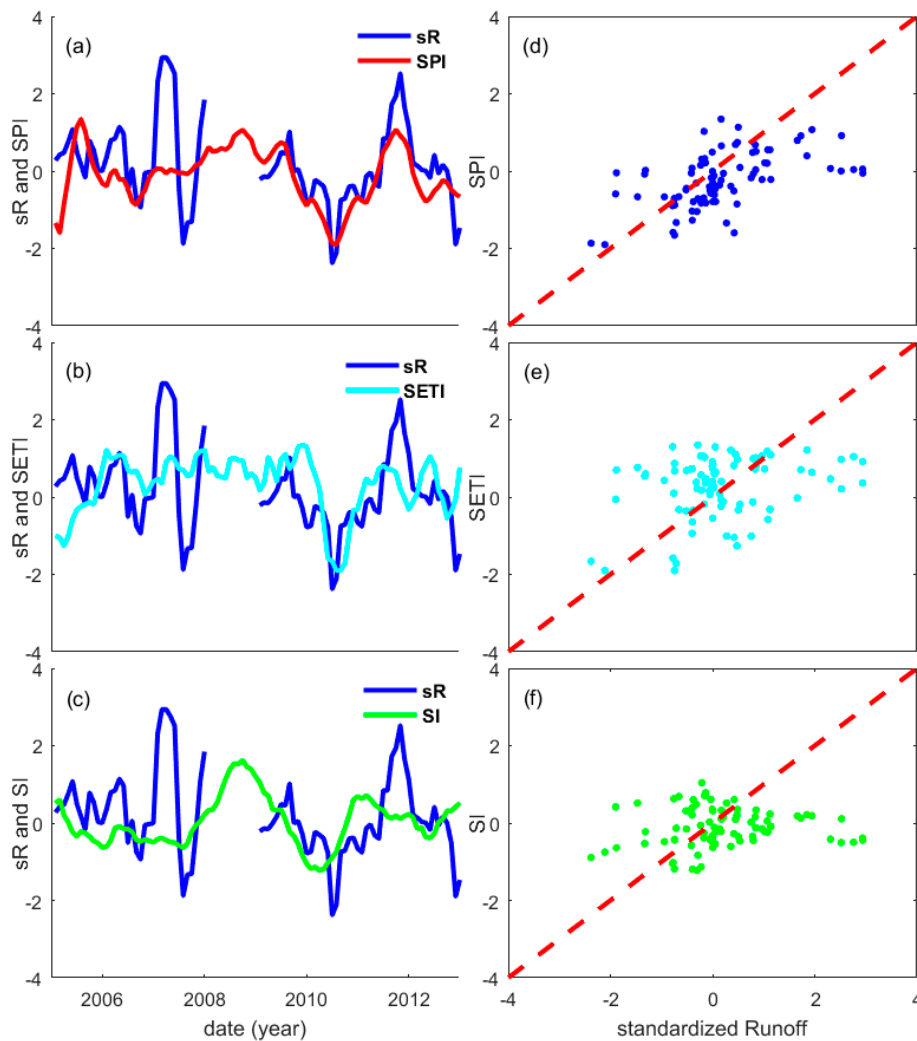 (a)
sR
SPI
sR and SPI
4
2
0
-2
-4
(d)
SPI
4
2
0
-2
-4
(b)
sR
SETI
sR and SETI
4
2
0
-2
-4
(e)
SETI
4
2
0
-2
-4
(c)
sR
SI
sR and SI
4
2
0
-2
-4
2006 2008 2010 2012
date (year)
(f)
SI
4
2
0
-2
-4
-4 -2 0 2 4
standardized Runoff